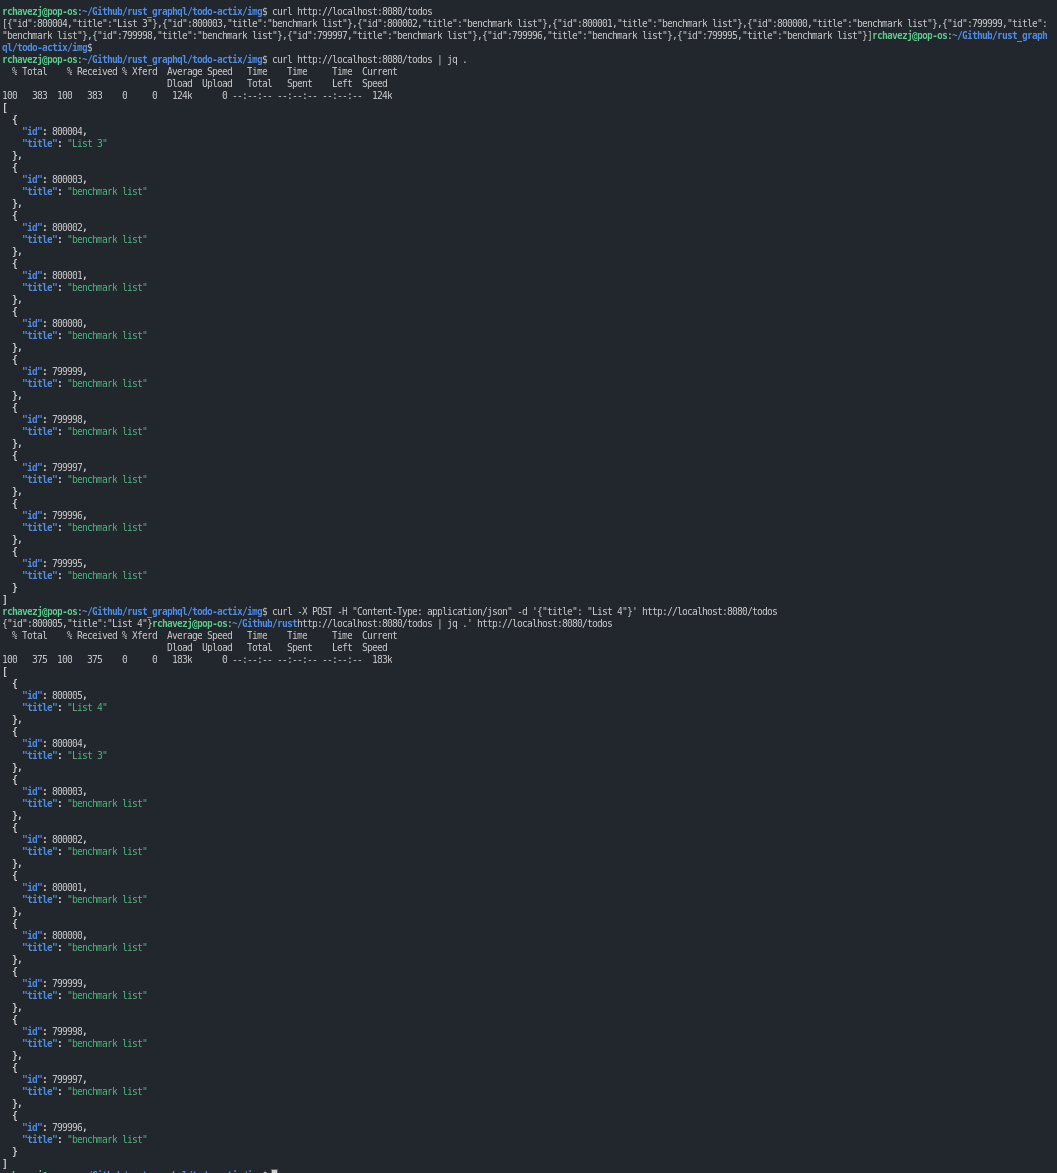 rchavezj@pop-os:~/Github/rust_graphql/todo-actix/img$ curl http://localhost:8080/todos
[{"id":800004,"title":"List 3"},{"id":800003,"title":"benchmark list"},{"id":800002,"title":"benchmark list"},{"id":800001,"title":"benchmark list"},{"id":800000,"title":"benchmark list"},{"id":799999,"title":
"benchmark list"},{"id":799998,"title":"benchmark list"},{"id":799997,"title":"benchmark list"},{"id":799996,"title":"benchmark list"},{"id":799995,"title":"benchmark list"}]rchavezj@pop-os:~/Github/rust_graph
ql/todo-actix/img$
rchavezj@pop-os:~/Github/rust_graphql/todo-actix/img$ curl http://localhost:8080/todos | jq .
  % Total    % Received % Xferd  Average Speed   Time    Time     Time  Current
                                 Dload  Upload   Total   Spent    Left  Speed
100   383  100   383    0     0   124k      0 --:--:-- --:--:-- --:--:--  124k
[
  {
    "id": 800004,
    "title": "List 3"
  },
  {
    "id": 800003,
    "title": "benchmark list"
  },
  {
    "id": 800002,
    "title": "benchmark list"
  },
  {
    "id": 800001,
    "title": "benchmark list"
  },
  {
    "id": 800000,
    "title": "benchmark list"
  },
  {
    "id": 799999,
    "title": "benchmark list"
  },
  {
    "id": 799998,
    "title": "benchmark list"
  },
  {
    "id": 799997,
    "title": "benchmark list"
  },
  {
    "id": 799996,
    "title": "benchmark list"
  },
  {
    "id": 799995,
    "title": "benchmark list"
  }
]
rchavezj@pop-os:~/Github/rust_graphql/todo-actix/img$ curl -X POST -H "Content-Type: application/json" -d '{"title": "List 4"}' http://localhost:8080/todos
{"id":800005,"title":"List 4"}rchavezj@pop-os:~/Github/rusthttp://localhost:8080/todos | jq .' http://localhost:8080/todos
  % Total    % Received % Xferd  Average Speed   Time    Time     Time  Current
                                 Dload  Upload   Total   Spent    Left  Speed
100   375  100   375    0     0   183k      0 --:--:-- --:--:-- --:--:--  183k
[
  {
    "id": 800005,
    "title": "List 4"
  },
  {
    "id": 800004,
    "title": "List 3"
  },
  {
    "id": 800003,
    "title": "benchmark list"
  },
  {
    "id": 800002,
    "title": "benchmark list"
  },
  {
    "id": 800001,
    "title": "benchmark list"
  },
  {
    "id": 800000,
    "title": "benchmark list"
  },
  {
    "id": 799999,
    "title": "benchmark list"
  },
  {
    "id": 799998,
    "title": "benchmark list"
  },
  {
    "id": 799997,
    "title": "benchmark list"
  },
  {
    "id": 799996,
    "title": "benchmark list"
  }
]